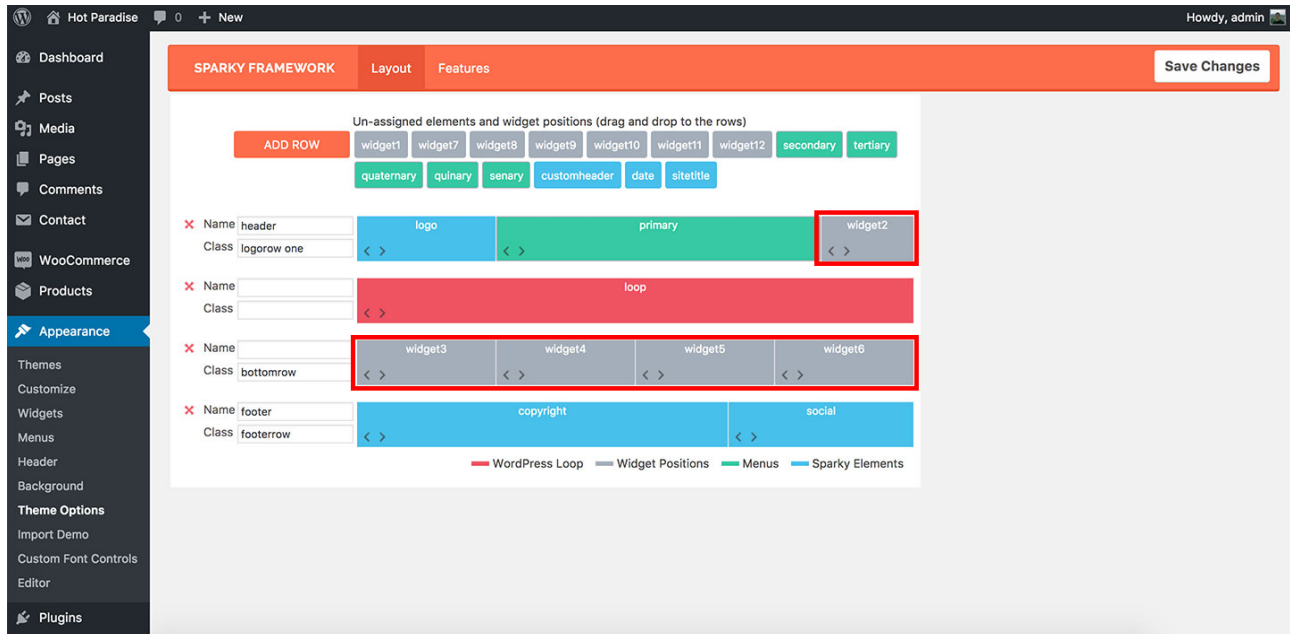 Hot Paradise 0 + New Howdy, admin
Dashboard
Posts
Media
Pages
Comments
Contact
WooCommerce
Products
Appearance
Themes
Customize
Widgets
Menus
Header
Background
Theme Options
Import Demo
Custom Font Controls
Editor
Plugins
SPARKY FRAMEWORK Layout Features Save Changes
Un-assigned elements and widget positions (drag and drop to the rows)
ADD ROW widget1 widget7 widget8 widget9 widget10 widget11 widget12 secondary tertiary
quaternary quinary senary customheader date sitetitle
Name header logo primary widget2
Class logorow one
Name loop
Class
Name widget3 widget4 widget5 widget6
Class bottomrow
Name footer copyright social
Class footerrow
WordPress Loop Widget Positions Menus Sparky Elements